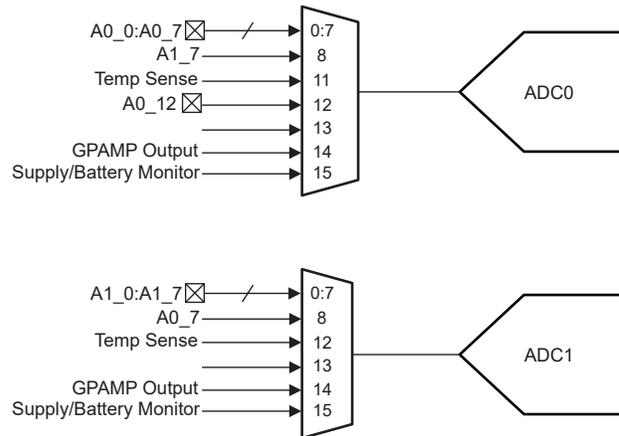 A0_0:A0_7 0:7
A1_7 8
Temp Sense 11
A0_12 12
13
GPAMP Output 14
Supply/Battery Monitor 15
ADC0
A1_0:A1_7 0:7
A0_7 8
Temp Sense 12
13
GPAMP Output 14
Supply/Battery Monitor 15
ADC1